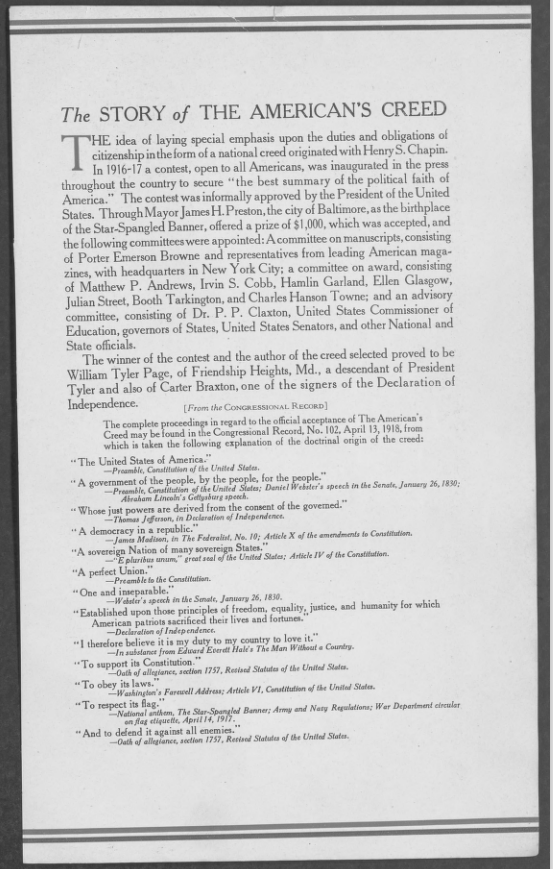 The STORY of THE AMERICAN'S CREED
THE idea of laying special emphasis upon the duties and obligations of
citizenship in the form of a national creed originated with Henry S. Chapin.
In 1916-17 a contest, open to all Americans, was inaugurated in the press
throughout the country to secure "the best summary of the political faith of
America." The contest was informally approved by the President of the United
States. Through Mayor James H. Preston, the city of Baltimore, as the birthplace
of the Star-Spangled Banner, offered a prize of $1,000, which was accepted, and
the following committees were appointed: A committee on manuscripts, consisting
of Porter Emerson Browne and representatives from leading American maga-
zines, with headquarters in New York City; a committee on award, consisting
of Matthew P. Andrews, Irvin S. Cobb, Hamlin Garland, Ellen Glasgow,
Julian Street, Booth Tarkington, and Charles Hanson Towne; and an advisory
committee, consisting of Dr. P. P. Claxton, United States Commissioner of
Education, governors of States, United States Senators, and other National and
State officials.
The winner of the contest and the author of the creed selected proved to be
William Tyler Page, of Friendship Heights, Md., a descendant of President
Tyler and also of Carter Braxton, one of the signers of the Declaration of
Independence.
[From the CONGRESSIONAL RECORD]
The complete proceedings in regard to the official acceptance of The American's
Creed may be found in the Congressional Record, No. 102, April 13, 1918, from
which is taken the following explanation of the doctrinal origin of the creed:
"The United States of America."
—Preamble, Constitution of the United States.
"A government of the people, by the people, for the people."
—Preamble, Constitution of the United States; Daniel Webster's speech in the Senate, January 26, 1830;
Abraham Lincoln's Gettysburg speech.
"Whose just powers are derived from the consent of the governed."
—Thomas Jefferson, in Declaration of Independence.
"A democracy in a republic."
—James Madison, in The Federalist, No. 10; Article X of the amendments to Constitution.
"A sovereign Nation of many sovereign States."
—"E pluribus unum," great seal of the United States; Article IV of the Constitution.
"A perfect Union."
—Preamble to the Constitution.
"One and inseparable."
—Webster's speech in the Senate, January 26, 1830.
"Established upon those principles of freedom, equality, justice, and humanity for which
American patriots sacrificed their lives and fortunes."
—Declaration of Independence.
"I therefore believe it is my duty to my country to love it."
—In substance from Edward Everett Hale's The Man Without a Country.
"To support its Constitution."
—Oath of allegiance, section 1757, Revised Statutes of the United States.
"To obey its laws."
—Washington's Farewell Address; Article VI, Constitution of the United States.
"To respect its flag."
—National anthem, The Star-Spangled Banner; Army and Navy Regulations; War Department circular
on flag etiquette, April 14, 1917.
"And to defend it against all enemies."
—Oath of allegiance, section 1757, Revised Statutes of the United States.